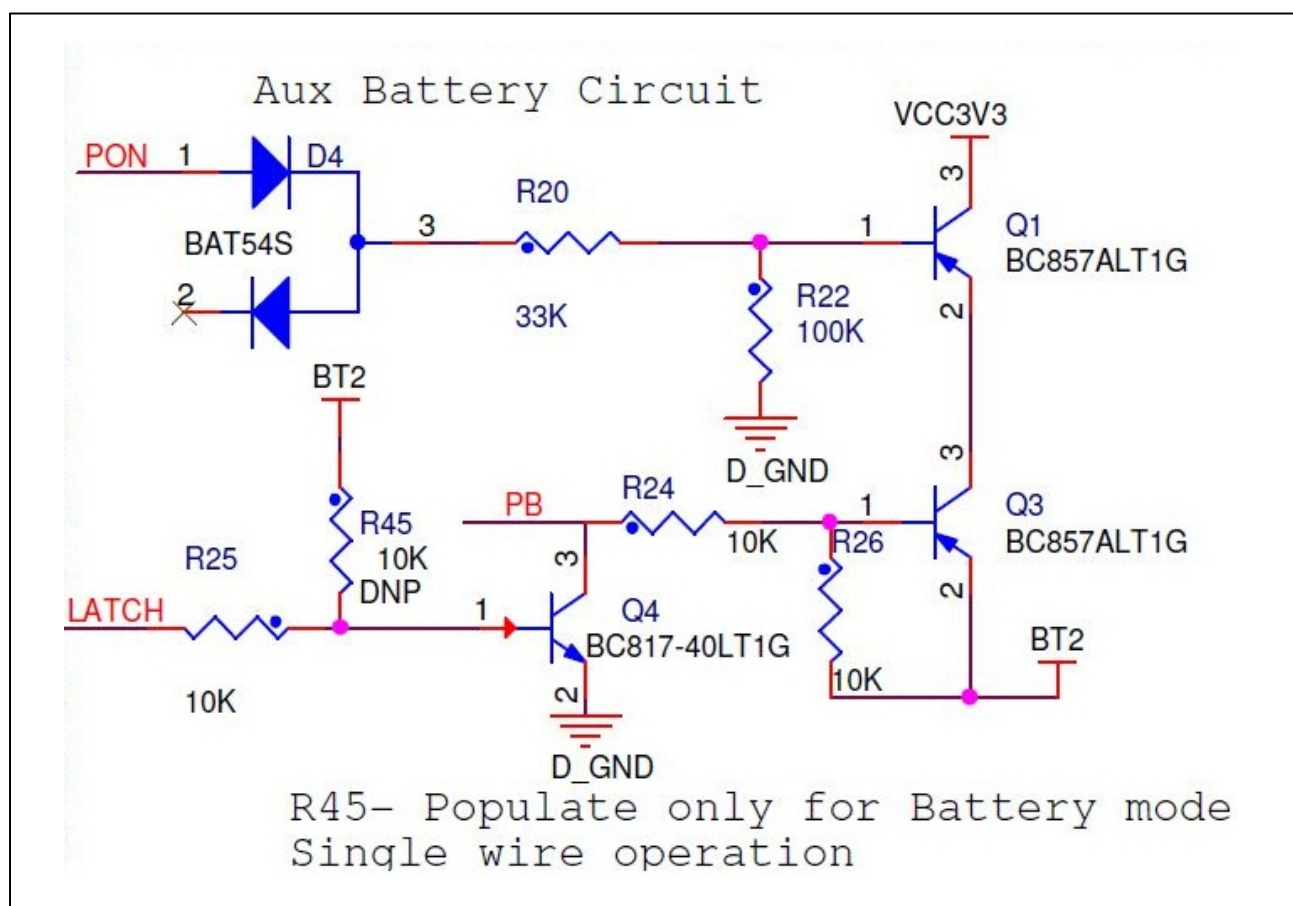 Aux Battery Circuit
VCC3V3
PON 1 D4
3
R20
3
1
Q1
BAT54S
BC857ALT1G
2
R22
33K
100K
2
BT2
D_GND
3
R24
PB
1
Q3
R45
10K
R26
BC857ALT1G
R25
10K
3
DNP
2
LATCH
1
Q4
BC817-40LT1G
BT2
10K
10K
2
D_GND
R45- Populate only for Battery mode
Single wire operation